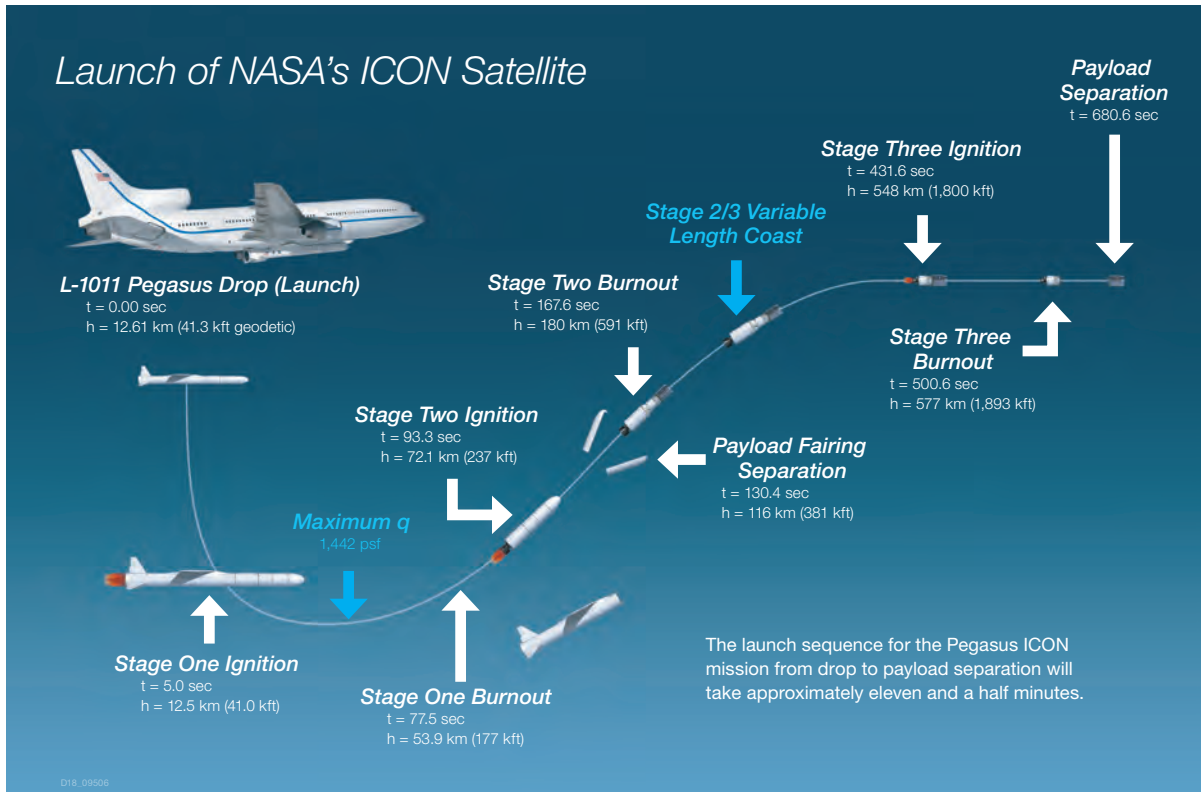 Launch of NASA's ICON Satellite
L-1011 Pegasus Drop (Launch)
t = 0.00 sec
h = 12.61 km (41.3 kft geodetic)
Stage One Ignition
t = 5.0 sec
h = 12.5 km (41.0 kft)
Maximum q
1,442 psf
Stage One Burnout
t = 77.5 sec
h = 53.9 km (177 kft)
Stage Two Ignition
t = 93.3 sec
h = 72.1 km (237 kft)
Payload Fairing
Separation
t = 130.4 sec
h = 116 km (381 kft)
Stage Two Burnout
t = 167.6 sec
h = 180 km (591 kft)
Stage 2/3 Variable
Length Coast
Stage Three Ignition
t = 431.6 sec
h = 548 km (1,800 kft)
Stage Three
Burnout
t = 500.6 sec
h = 577 km (1,893 kft)
Payload
Separation
t = 680.6 sec
The launch sequence for the Pegasus ICON
mission from drop to payload separation will
take approximately eleven and a half minutes.
D18_09506